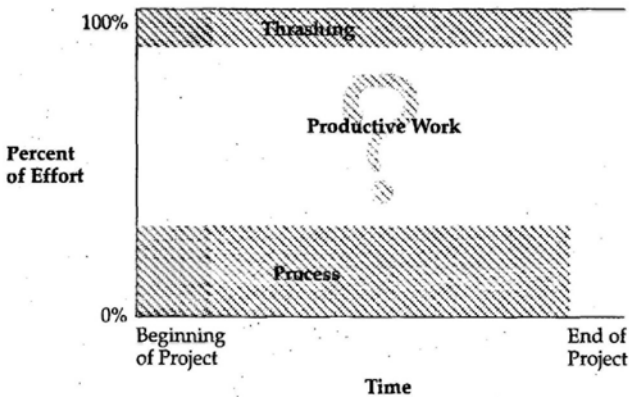 100%
Thrashing
Productive Work
?
Percent
of Effort
Process
0%
Beginning
of Project
End of
Project
Time